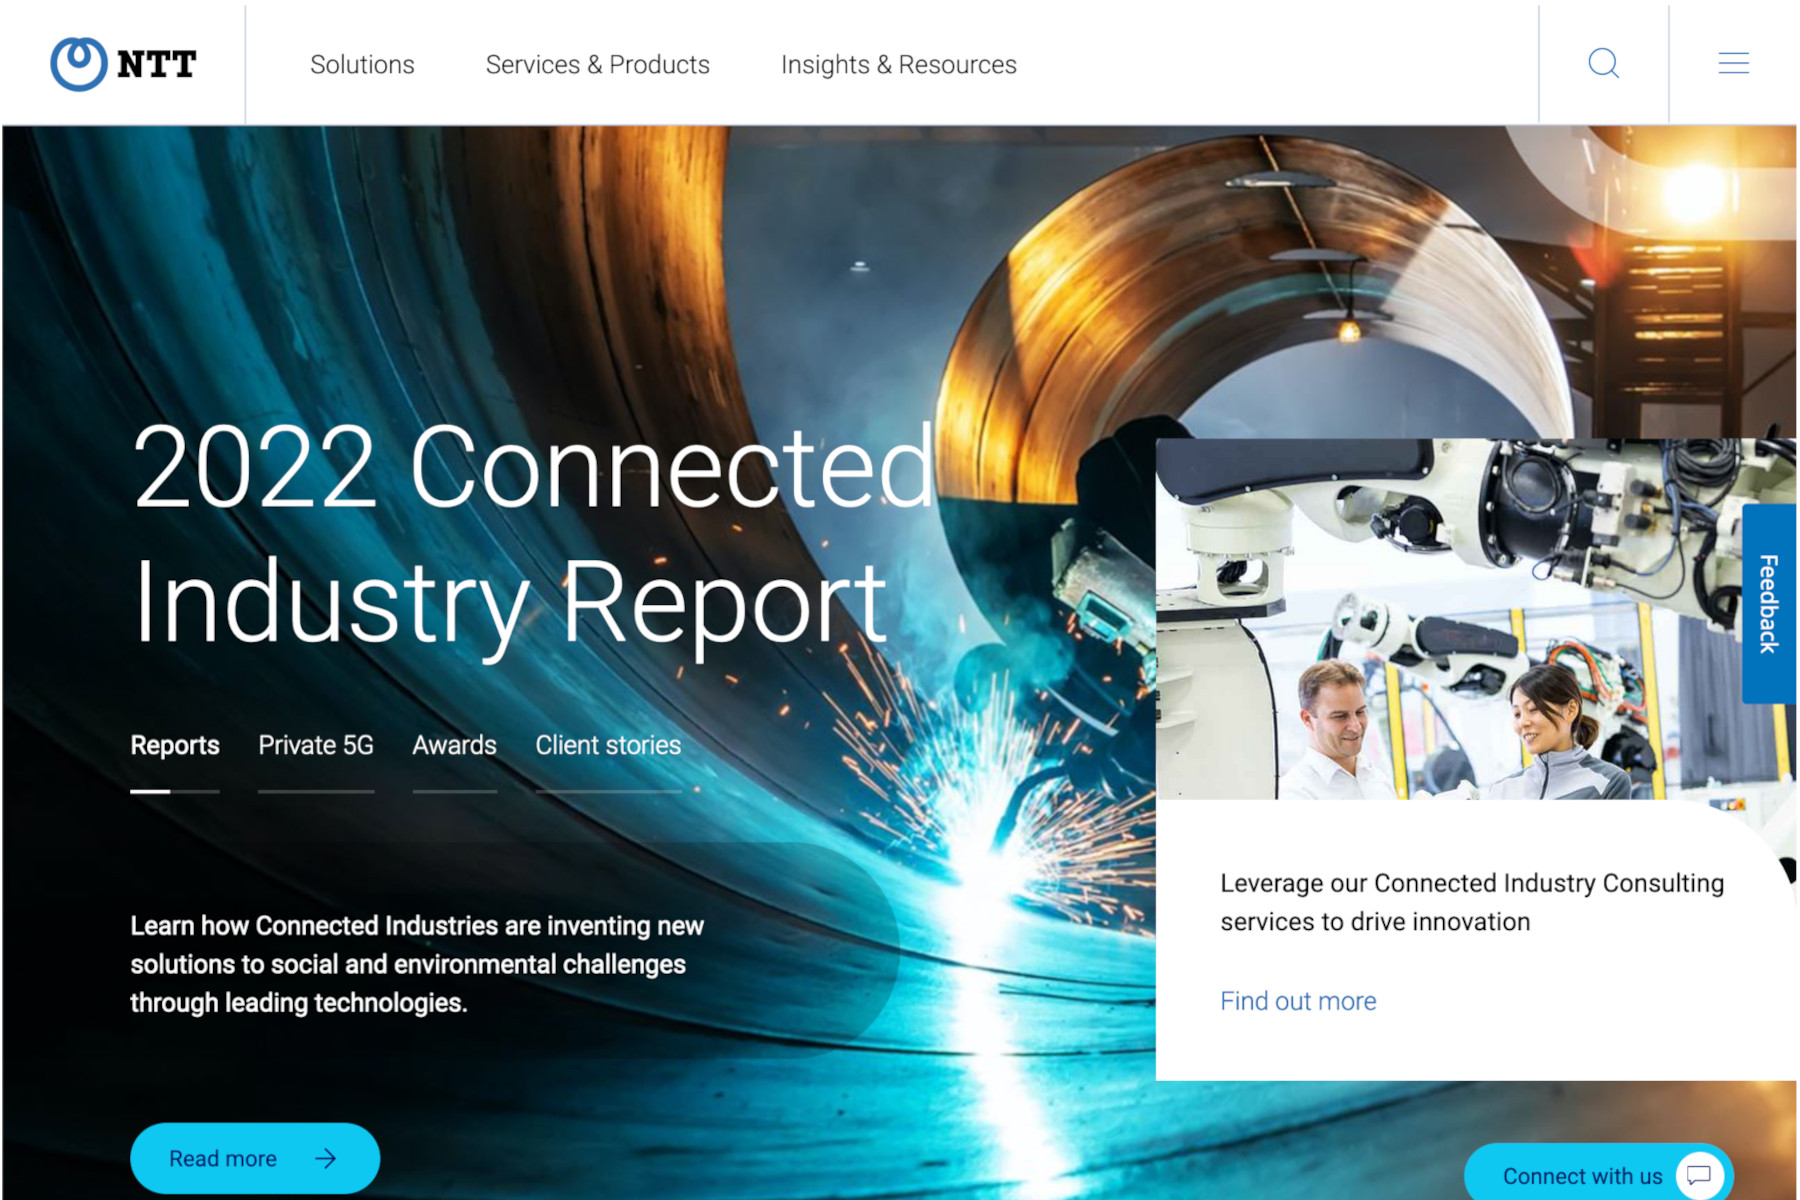 NTT
Solutions
Services & Products
Insights & Resources
2022 Connected
Industry Report
Reports
Private 5G
Awards
Client stories
Learn how Connected Industries are inventing new
solutions to social and environmental challenges
through leading technologies.
Read more
Feedback
Leverage our Connected Industry Consulting
services to drive innovation
Find out more
Connect with us